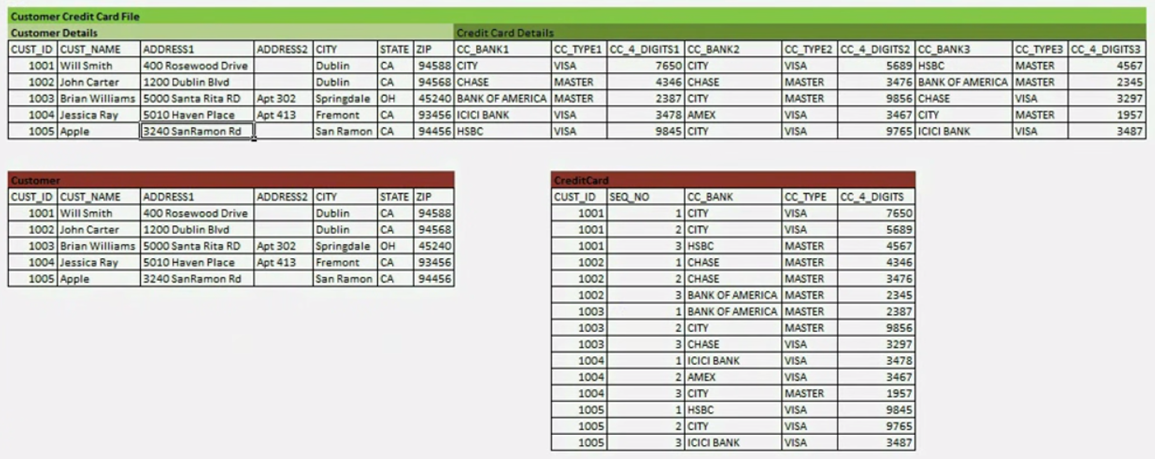 Customer Credit Card File
Customer Details Credit Card Details
CUST_ID CUST_NAME ADDRESS1 ADDRESS2 CITY STATE ZIP CC_BANK1 CC_TYPE1 CC_4_DIGITS1 CC_BANK2 CC_TYPE2 CC_4_DIGITS2 CC_BANK3 CC_TYPE3 CC_4_DIGITS3
1001 Will Smith 400 Rosewood Drive Dublin CA 94588 CITY VISA 7650 CITY VISA 5689 HSBC MASTER 4567
1002 John Carter 1200 Dublin Blvd Dublin CA 94568 CHASE MASTER 4346 CHASE MASTER 3476 BANK OF AMERICA MASTER 2345
1003 Brian Williams 5000 Santa Rita RD Apt 302 Springdale OH 45240 BANK OF AMERICA MASTER 2387 CITY MASTER 9856 CHASE VISA 3297
1004 Jessica Ray 5010 Haven Place Apt 413 Fremont CA 93456 ICICI BANK VISA 3478 AMEX VISA 3467 CITY MASTER 1957
1005 Apple 3240 SanRamon Rd San Ramon CA 94456 HSBC VISA 9845 CITY VISA 9765 ICICI BANK VISA 3487
Customer
CUST_ID CUST_NAME ADDRESS1 ADDRESS2 CITY STATE ZIP
1001 Will Smith 400 Rosewood Drive Dublin CA 94588
1002 John Carter 1200 Dublin Blvd Dublin CA 94568
1003 Brian Williams 5000 Santa Rita RD Apt 302 Springdale OH 45240
1004 Jessica Ray 5010 Haven Place Apt 413 Fremont CA 93456
1005 Apple 3240 SanRamon Rd San Ramon CA 94456
CreditCard
CUST_ID SEQ_NO CC_BANK CC_TYPE CC_4_DIGITS
1001 1 CITY VISA 7650
1001 2 CITY VISA 5689
1001 3 HSBC MASTER 4567
1002 1 CHASE MASTER 4346
1002 2 CHASE MASTER 3476
1002 3 BANK OF AMERICA MASTER 2345
1003 1 BANK OF AMERICA MASTER 2387
1003 2 CITY MASTER 9856
1003 3 CHASE VISA 3297
1004 1 ICICI BANK VISA 3478
1004 2 AMEX VISA 3467
1004 3 CITY MASTER 1957
1005 1 HSBC VISA 9845
1005 2 CITY VISA 9765
1005 3 ICICI BANK VISA 3487